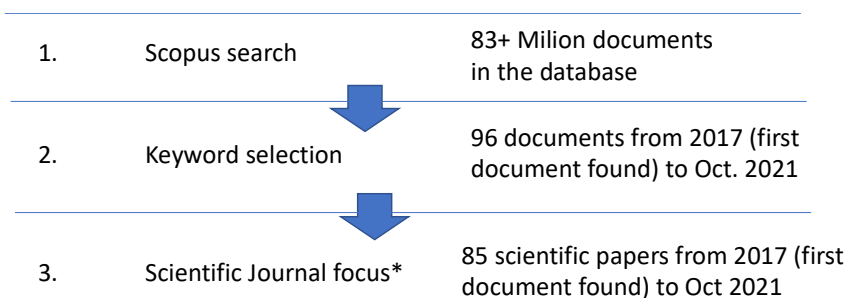 1. Scopus search 83+ Milion documents
in the database
2. Keyword selection 96 documents from 2017 (first
document found) to Oct. 2021
3. Scientific Journal focus* 85 scientific papers from 2017 (first
document found) to Oct 2021